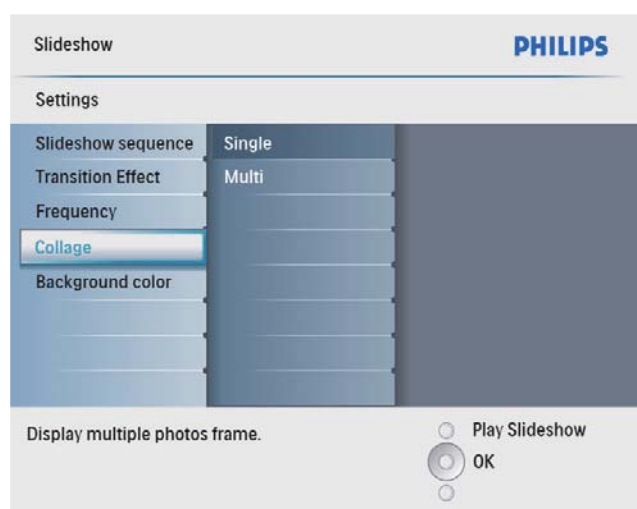 Slideshow
PHILIPS
Settings
Slideshow sequence
Single
Transition Effect
Multi
Frequency
Collage
Background color
Display multiple photos frame.
Play Slideshow
OK